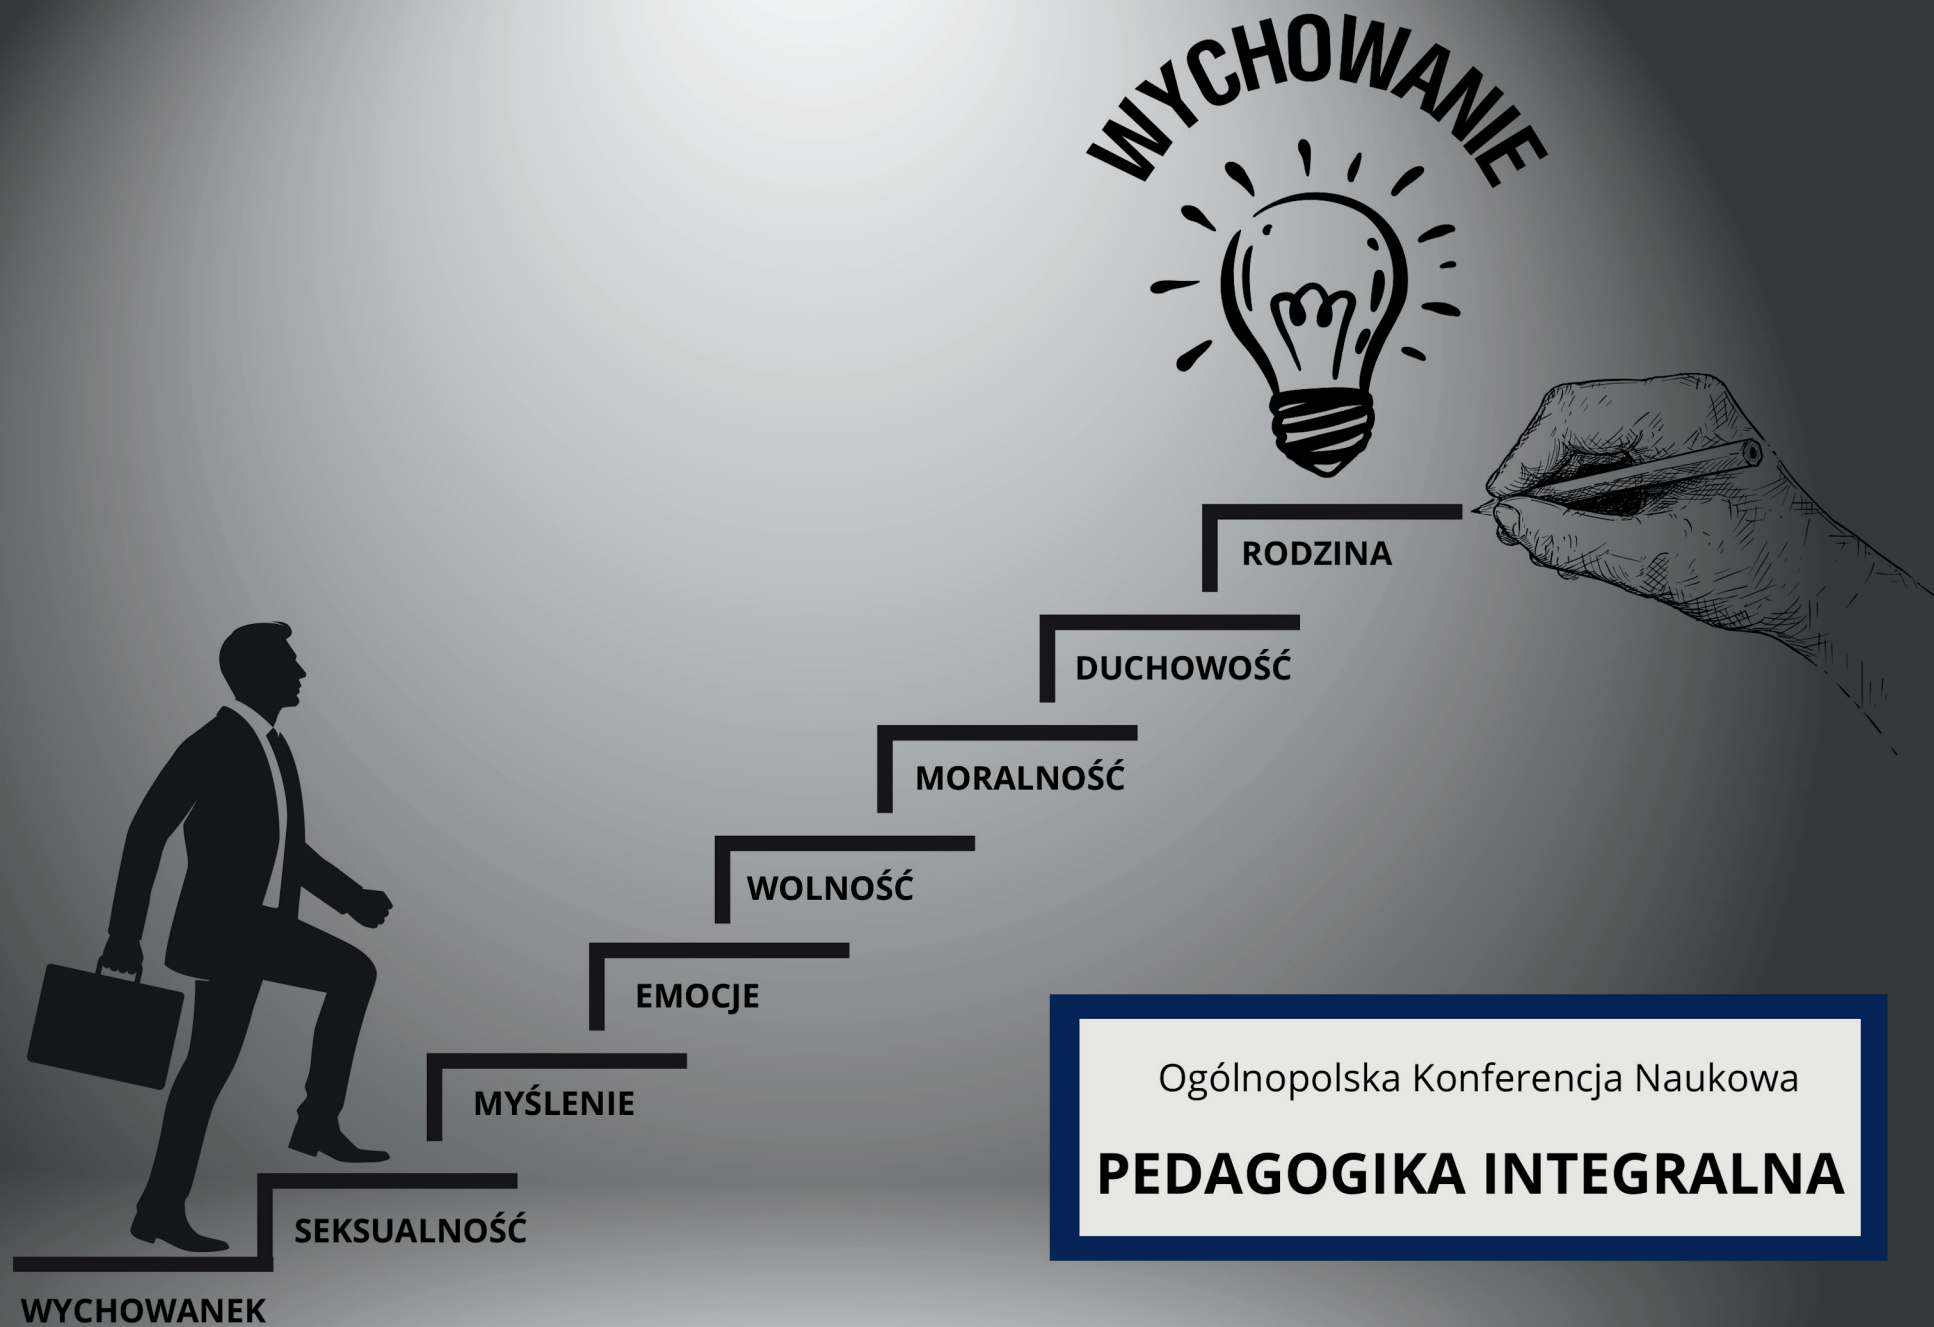 WYCHOWANIE
RODZINA
DUCHOWOŚĆ
MORALNOŚĆ
WOLNOŚĆ
EMOCJE
MYŚLENIE
SEKSUALNOŚĆ
WYCHOWANEK
Ogólnopolska Konferencja Naukowa
PEDAGOGIKA INTEGRALNA